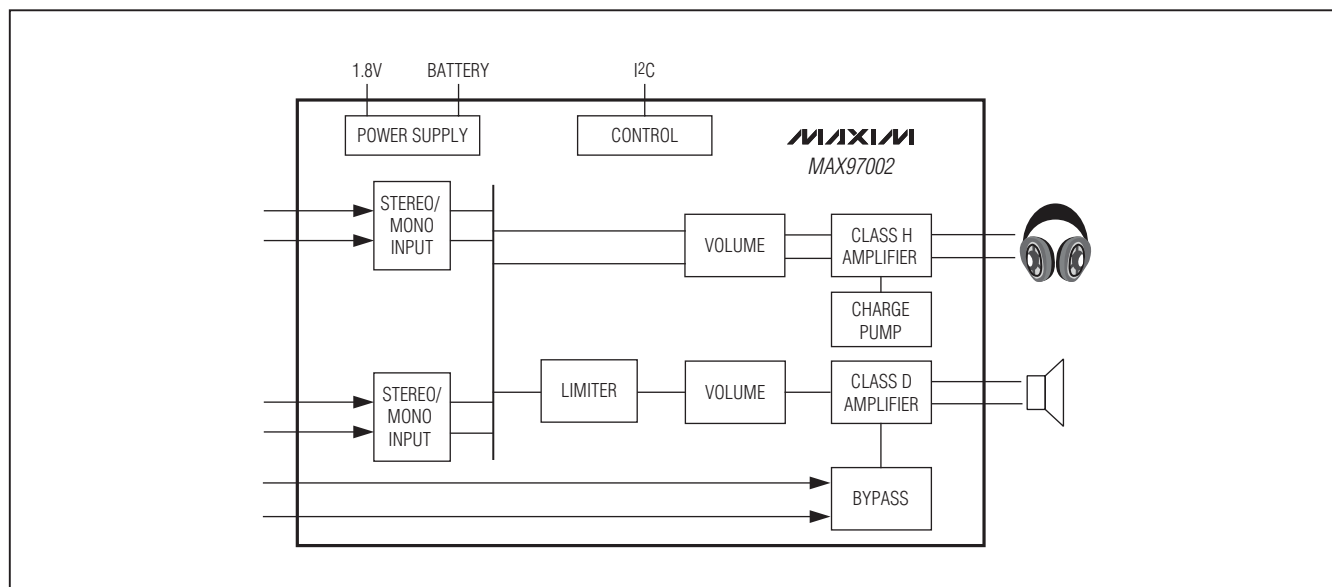 1.8V
BATTERY
I²C
POWER SUPPLY
CONTROL
MAXIM
MAX97002
STEREO/
MONO
INPUT
VOLUME
CLASS H
AMPLIFIER
CHARGE
PUMP
STEREO/
MONO
INPUT
LIMITER
VOLUME
CLASS D
AMPLIFIER
BYPASS